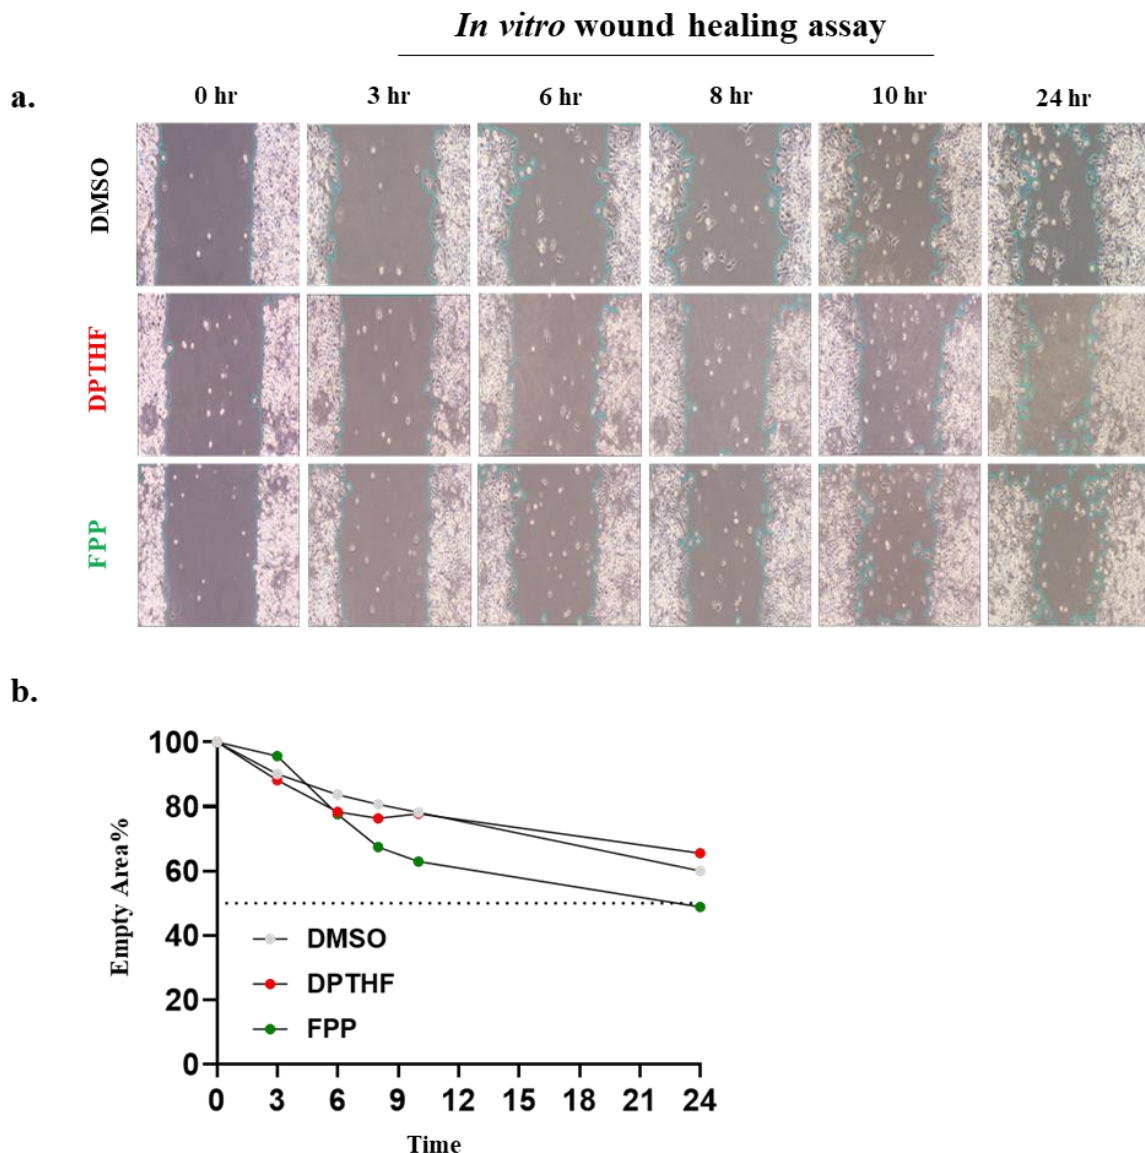 In vitro wound healing assay
a.
0 hr
3 hr
6 hr
8 hr
10 hr
24 hr
DMSO
DPTHF
FPP
b.
100
80
60
40
20
0
Empty Area%
DMSO
DPTHF
FPP
0 3 6 9 12 15 18 21 24
Time